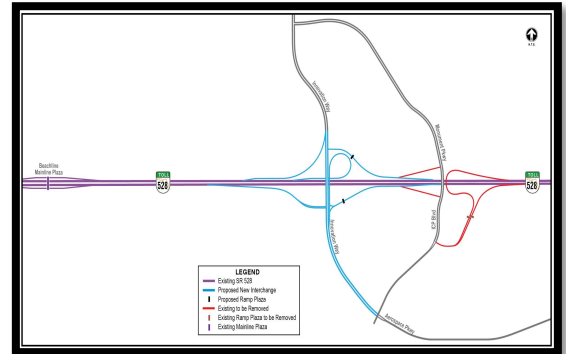 N.T.S.
Innovation Way
Monument Pkwy
Beachline
Mainline Plaza
TOLL
528
TOLL
528
ICP Blvd
Innovation Way
Aerospace Pkwy
LEGEND
Existing SR 528
Proposed New Interchange
Proposed Ramp Plaza
Existing to be Removed
Existing Ramp Plaza to be Removed
Existing Mainline Plaza